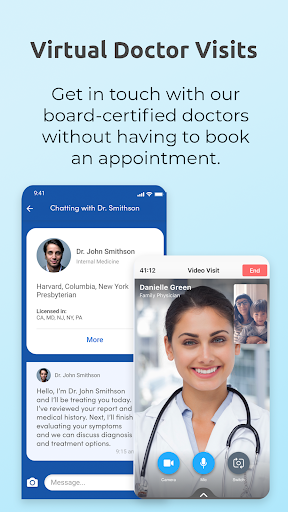 Virtual Doctor Visits
Get in touch with our
board-certified doctors
without having to book
an appointment.
9:41
Chatting with Dr. Smithson
Dr. John Smithson
Internal Medicine
Harvard, Columbia, New York
Presbyterian
Licensed in:
CA, MD, NJ, NY, PA
More
Dr. John Smithson
Hello, I'm Dr. John Smithson
and I'll be treating you today.
I've reviewed your report and
medical history. Next, I'll finish
evaluating your symptoms
and we can discuss diagnosis
and treatment options.
9:18 am
Message...
41:12
Video Visit
End
Danielle Green
Family Physician
Camera
Mic